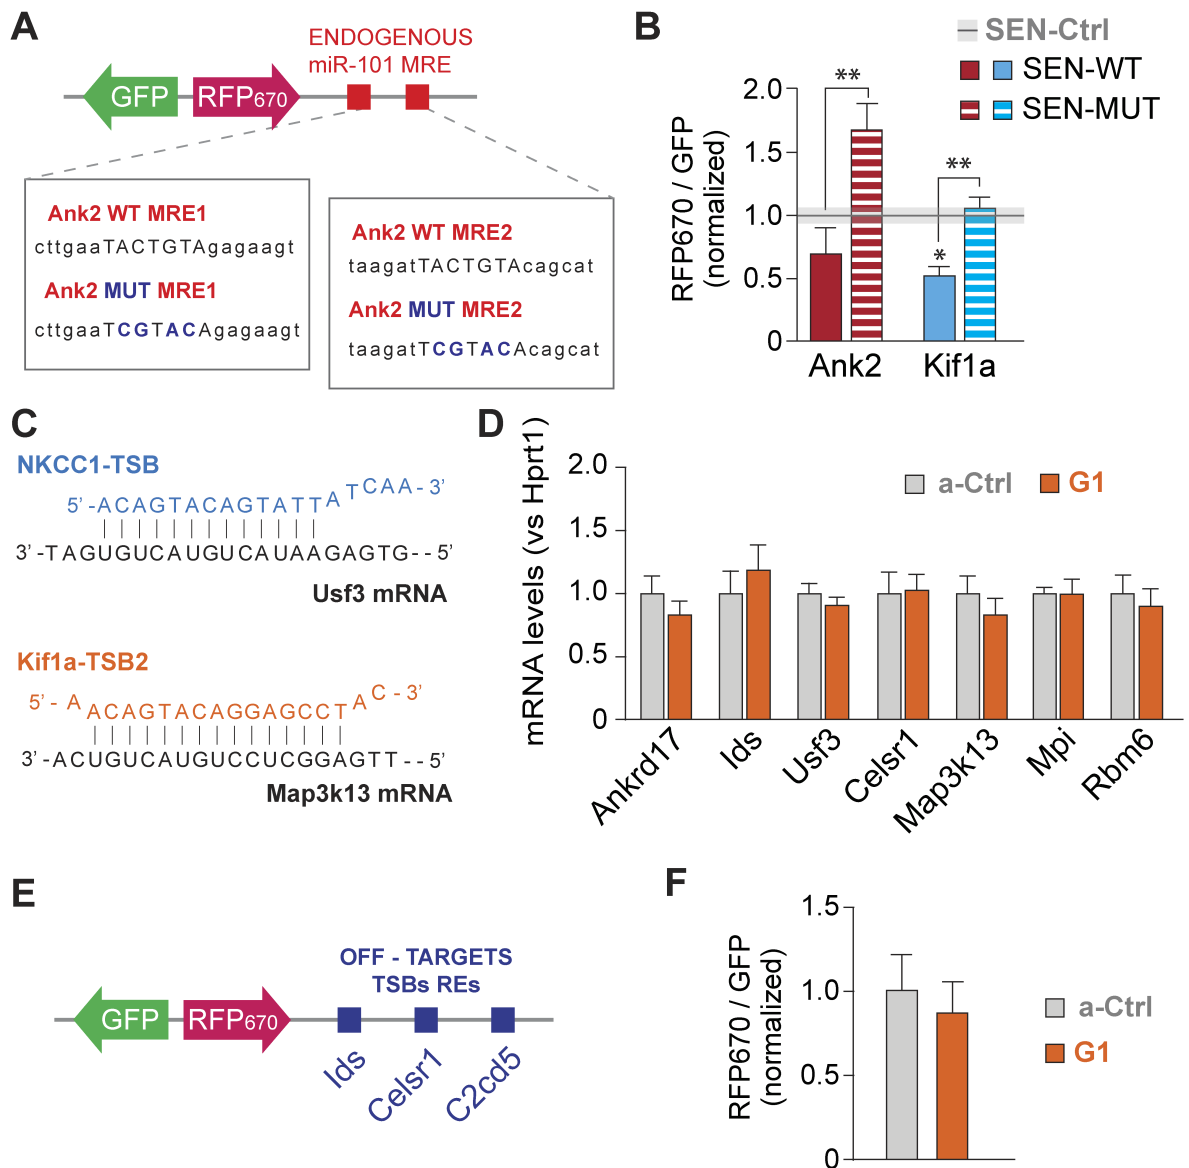 A
ENDOGENOUS
miR-101 MRE
GFP
RFP670
Ank2 WT MRE1
cttgaaTACTGTAgagaagt
Ank2 MUT MRE1
cttgaaTCGTACAgagaagt
Ank2 WT MRE2
taagatTACTGTAcagcat
Ank2 MUT MRE2
taagatTCGTACAcagcat
B
SEN-Ctrl
SEN-WT
SEN-MUT
RFP670 / GFP
(normalized)
2.0
1.5
1.0
0.5
0
**
**
*
Ank2
Kif1a
C
NKCC1-TSB
5' -ACAGTACAGTATTATCAA- 3'
3' -TAGUGUCAUGUCAUAAGAGTG-- 5'
Usf3 mRNA
Kif1a-TSB2
5' - AACAGTACAGGAGCCTAC - 3'
3' -ACUGUCAUGUCCUCGGAGTT -- 5'
Map3k13 mRNA
D
mRNA levels (vs Hprt1)
2.0
1.5
1.0
0.5
0
a-Ctrl
G1
Ankrd17
Ids
Usf3
Celsr1
Map3k13
Mpi
Rbm6
E
OFF - TARGETS
TSBs REs
GFP
RFP670
Ids
Celsr1
C2cd5
F
RFP670 / GFP
(normalized)
1.5
1.0
0.5
0
a-Ctrl
G1